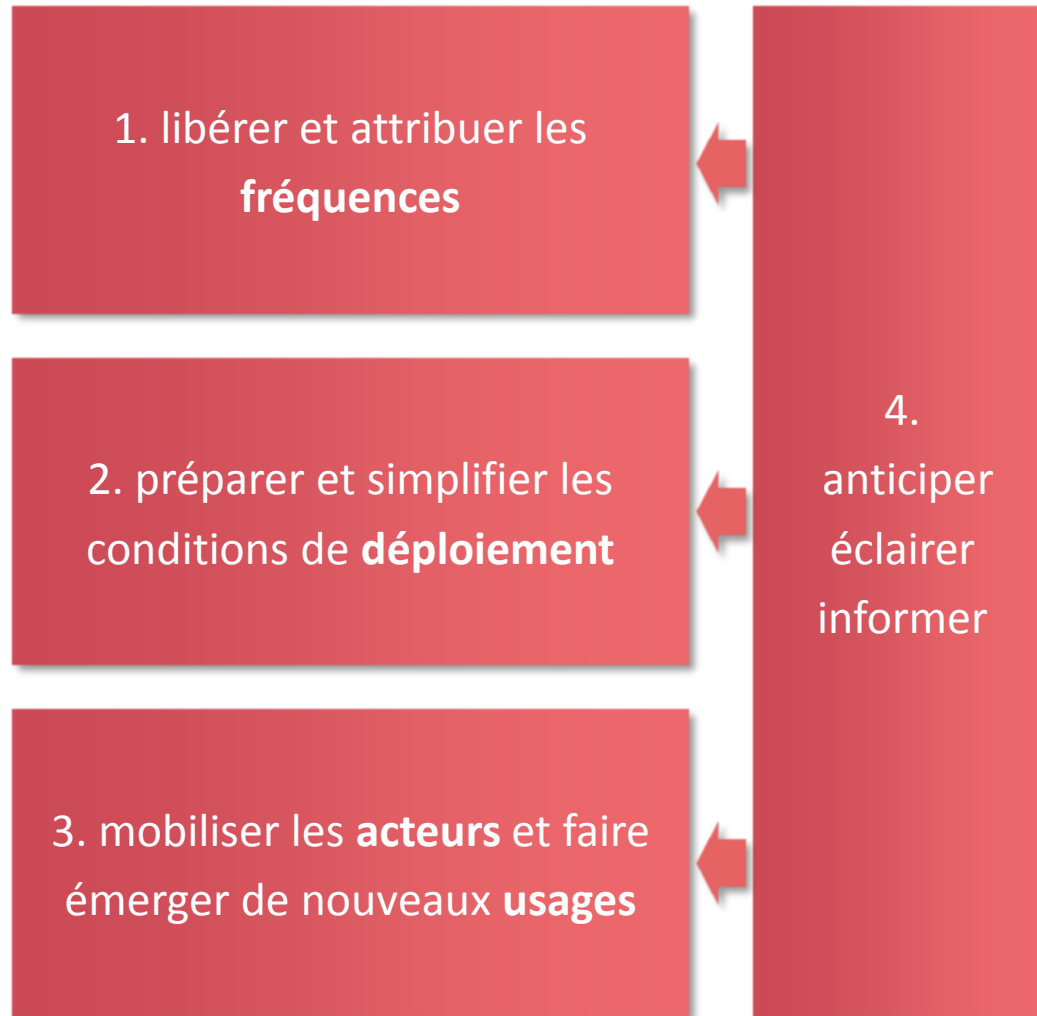 1. libérer et attribuer les
fréquences
2. préparer et simplifier les
conditions de déploiement
3. mobiliser les acteurs et faire
émerger de nouveaux usages
4.
anticiper
éclairer
informer